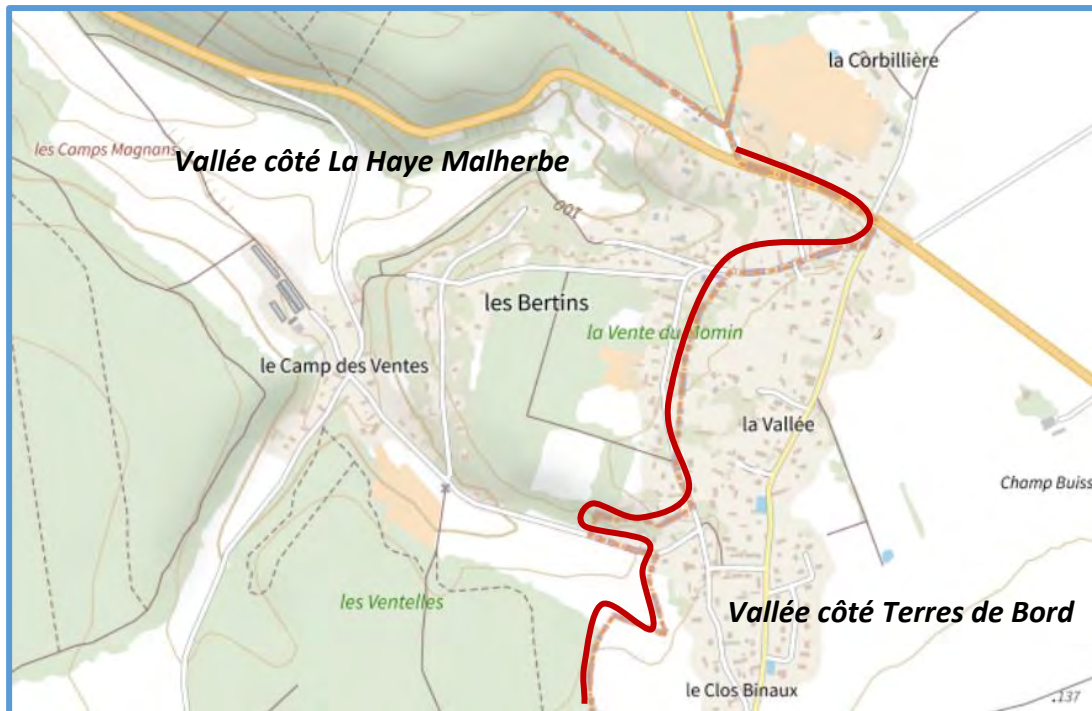 la Corbillière
les Camps Magnans
Vallée côté La Haye Malherbe
100
les Bertins
la Vente du Momin
le Camp des Ventes
la Vallée
Champ Buiss
les Ventelles
Vallée côté Terres de Bord
le Clos Binaux
.137